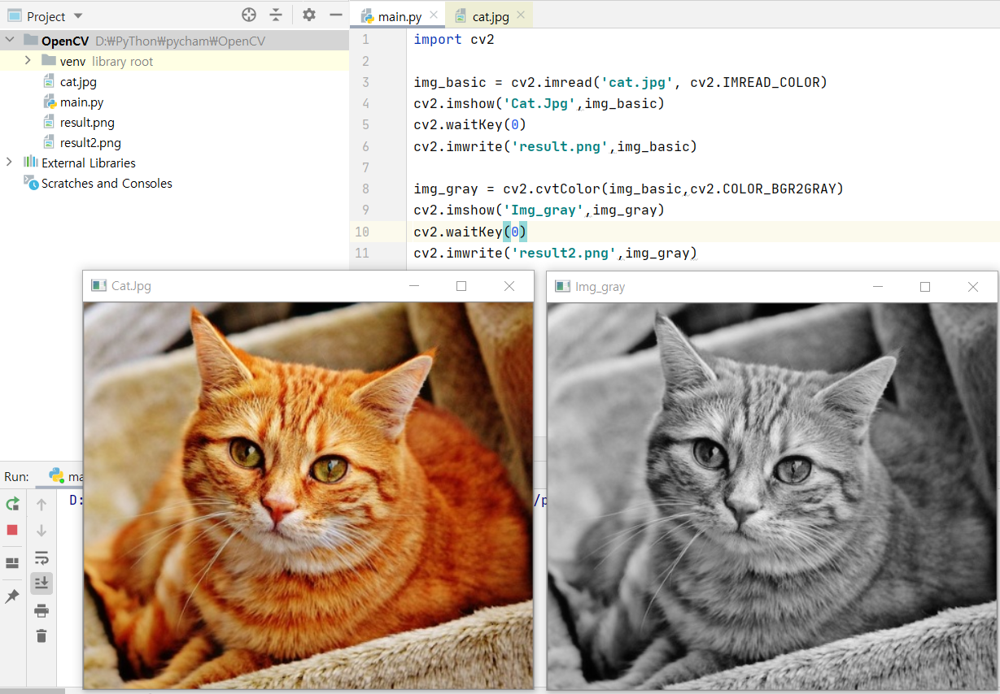 Project
main.py
cat.jpg
OpenCV D:₩PyThon₩pycham₩OpenCV
venv library root
cat.jpg
main.py
result.png
result2.png
External Libraries
Scratches and Consoles
1 import cv2
2
3 img_basic = cv2.imread('cat.jpg', cv2.IMREAD_COLOR)
4 cv2.imshow('Cat.Jpg',img_basic)
5 cv2.waitKey(0)
6 cv2.imwrite('result.png',img_basic)
7
8 img_gray = cv2.cvtColor(img_basic,cv2.COLOR_BGR2GRAY)
9 cv2.imshow('Img_gray',img_gray)
10 cv2.waitKey(0)
11 cv2.imwrite('result2.png',img_gray)
Cat.Jpg
Img_gray
Run: ma
D: /p